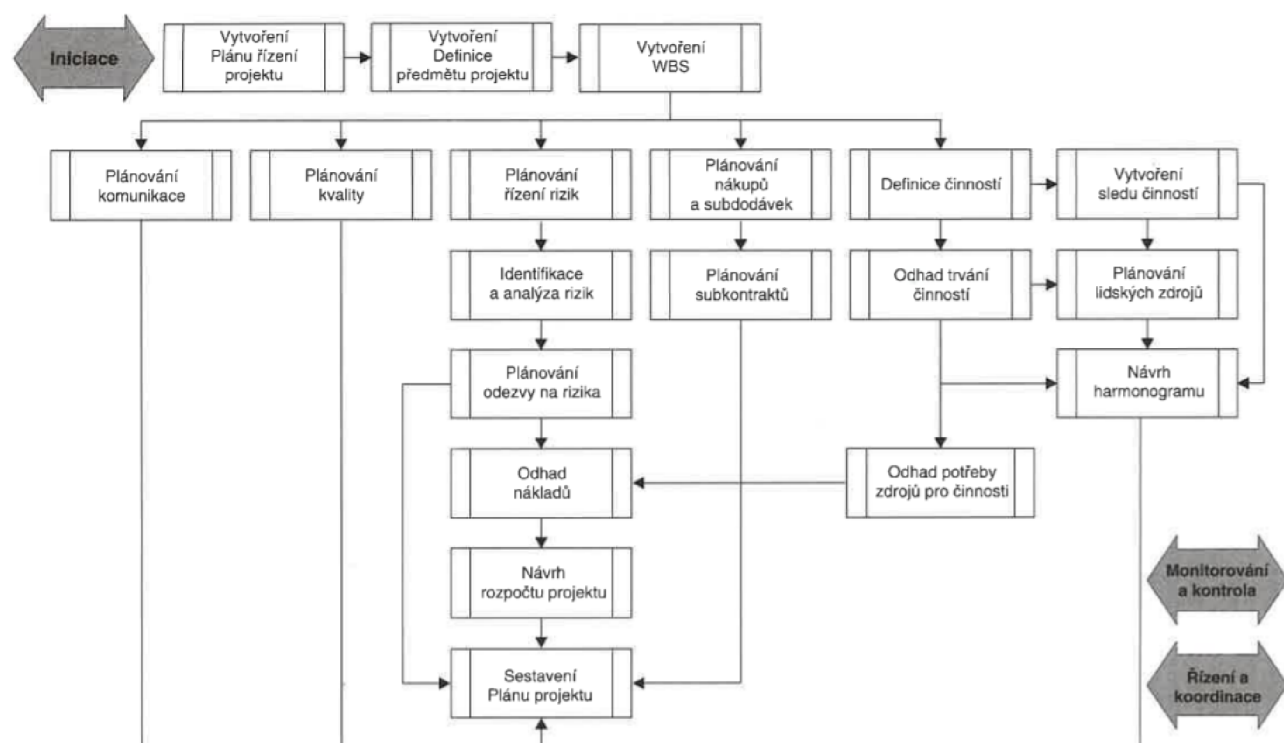 Iniciace
Vytvoření
Plánu řízení
projektu
Vytvoření
Definice
předmětu projektu
Vytvoření
WBS
Plánování
komunikace
Plánování
kvality
Plánování
řízení rizik
Plánování
nákupů
a subdodávek
Definice činností
Vytvoření
sledu činností
Identifikace
a analýza rizik
Plánování
subkontraktů
Odhad trvání
činností
Plánování
lidských zdrojů
Plánování
odezvy na rizika
Návrh
harmonogramu
Odhad
nákladů
Odhad potřeby
zdrojů pro činnosti
Návrh
rozpočtu projektu
Monitorování
a kontrola
Sestavení
Plánu projektu
Řízení a
koordinace